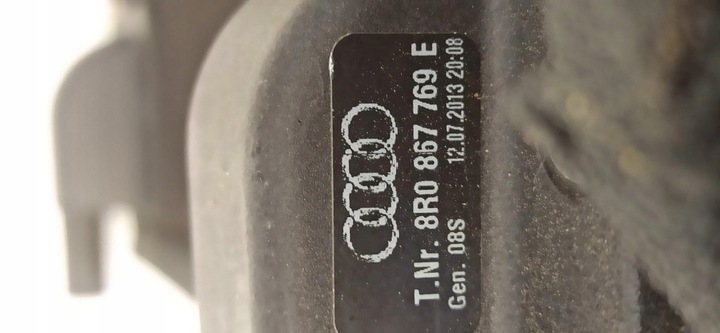 T.Nr. 8R0 867 769 E
Gen. 08S 12.07.2013 20:08